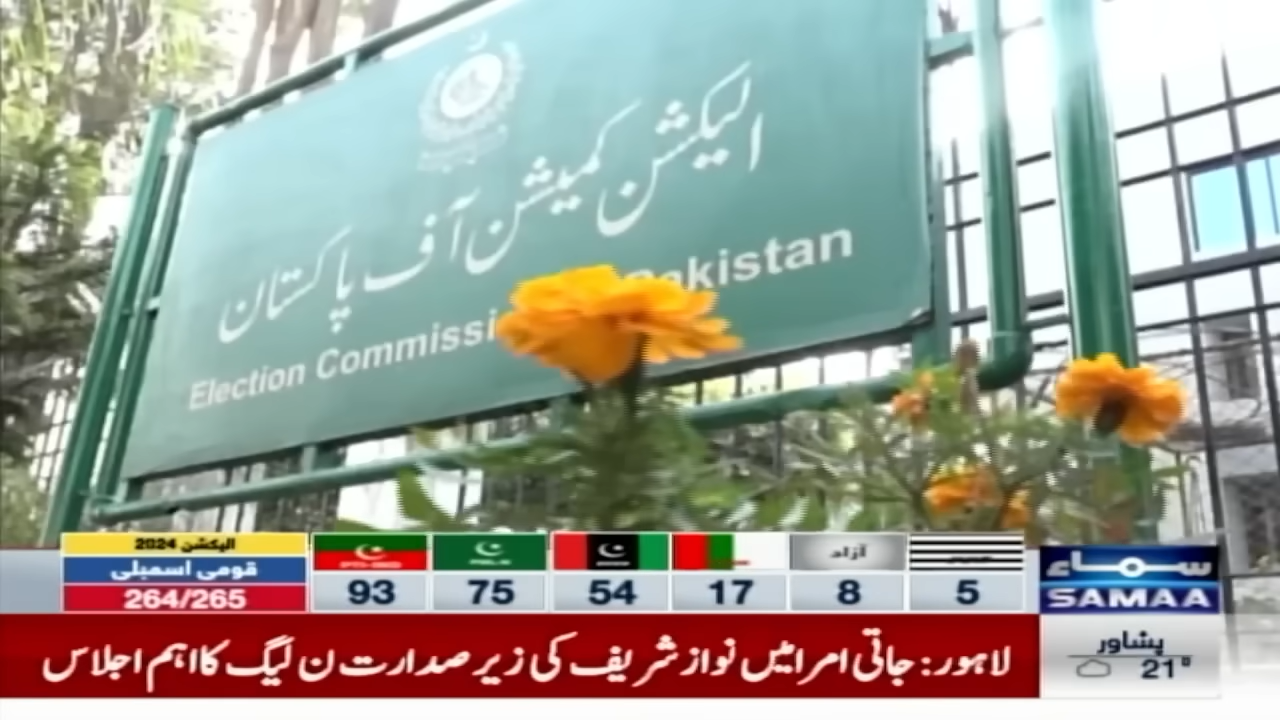 الیکشن کمیشن آف پاکستان
Election Commissi Pakistan
الیکشن 2024
قومی اسمبلی
264/265
آزاد
93 75 54 17 8 5
سماء
SAMAA
لاہور: جاتی امرا میں نواز شریف کی زیر صدارت ن لیگ کا اہم اجلاس
پشاور
21°